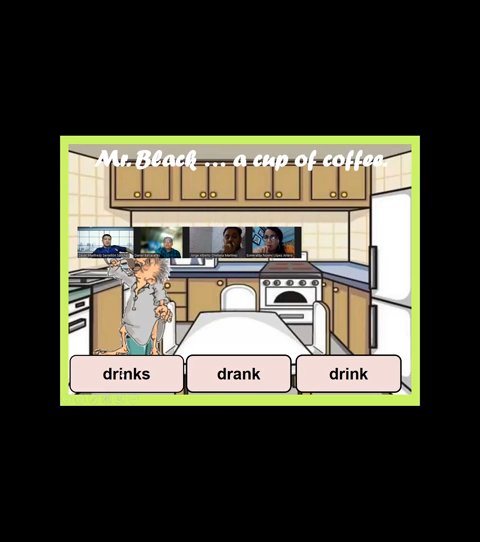 Mr. Black ... a cup of coffee.
drinks
drank
drink